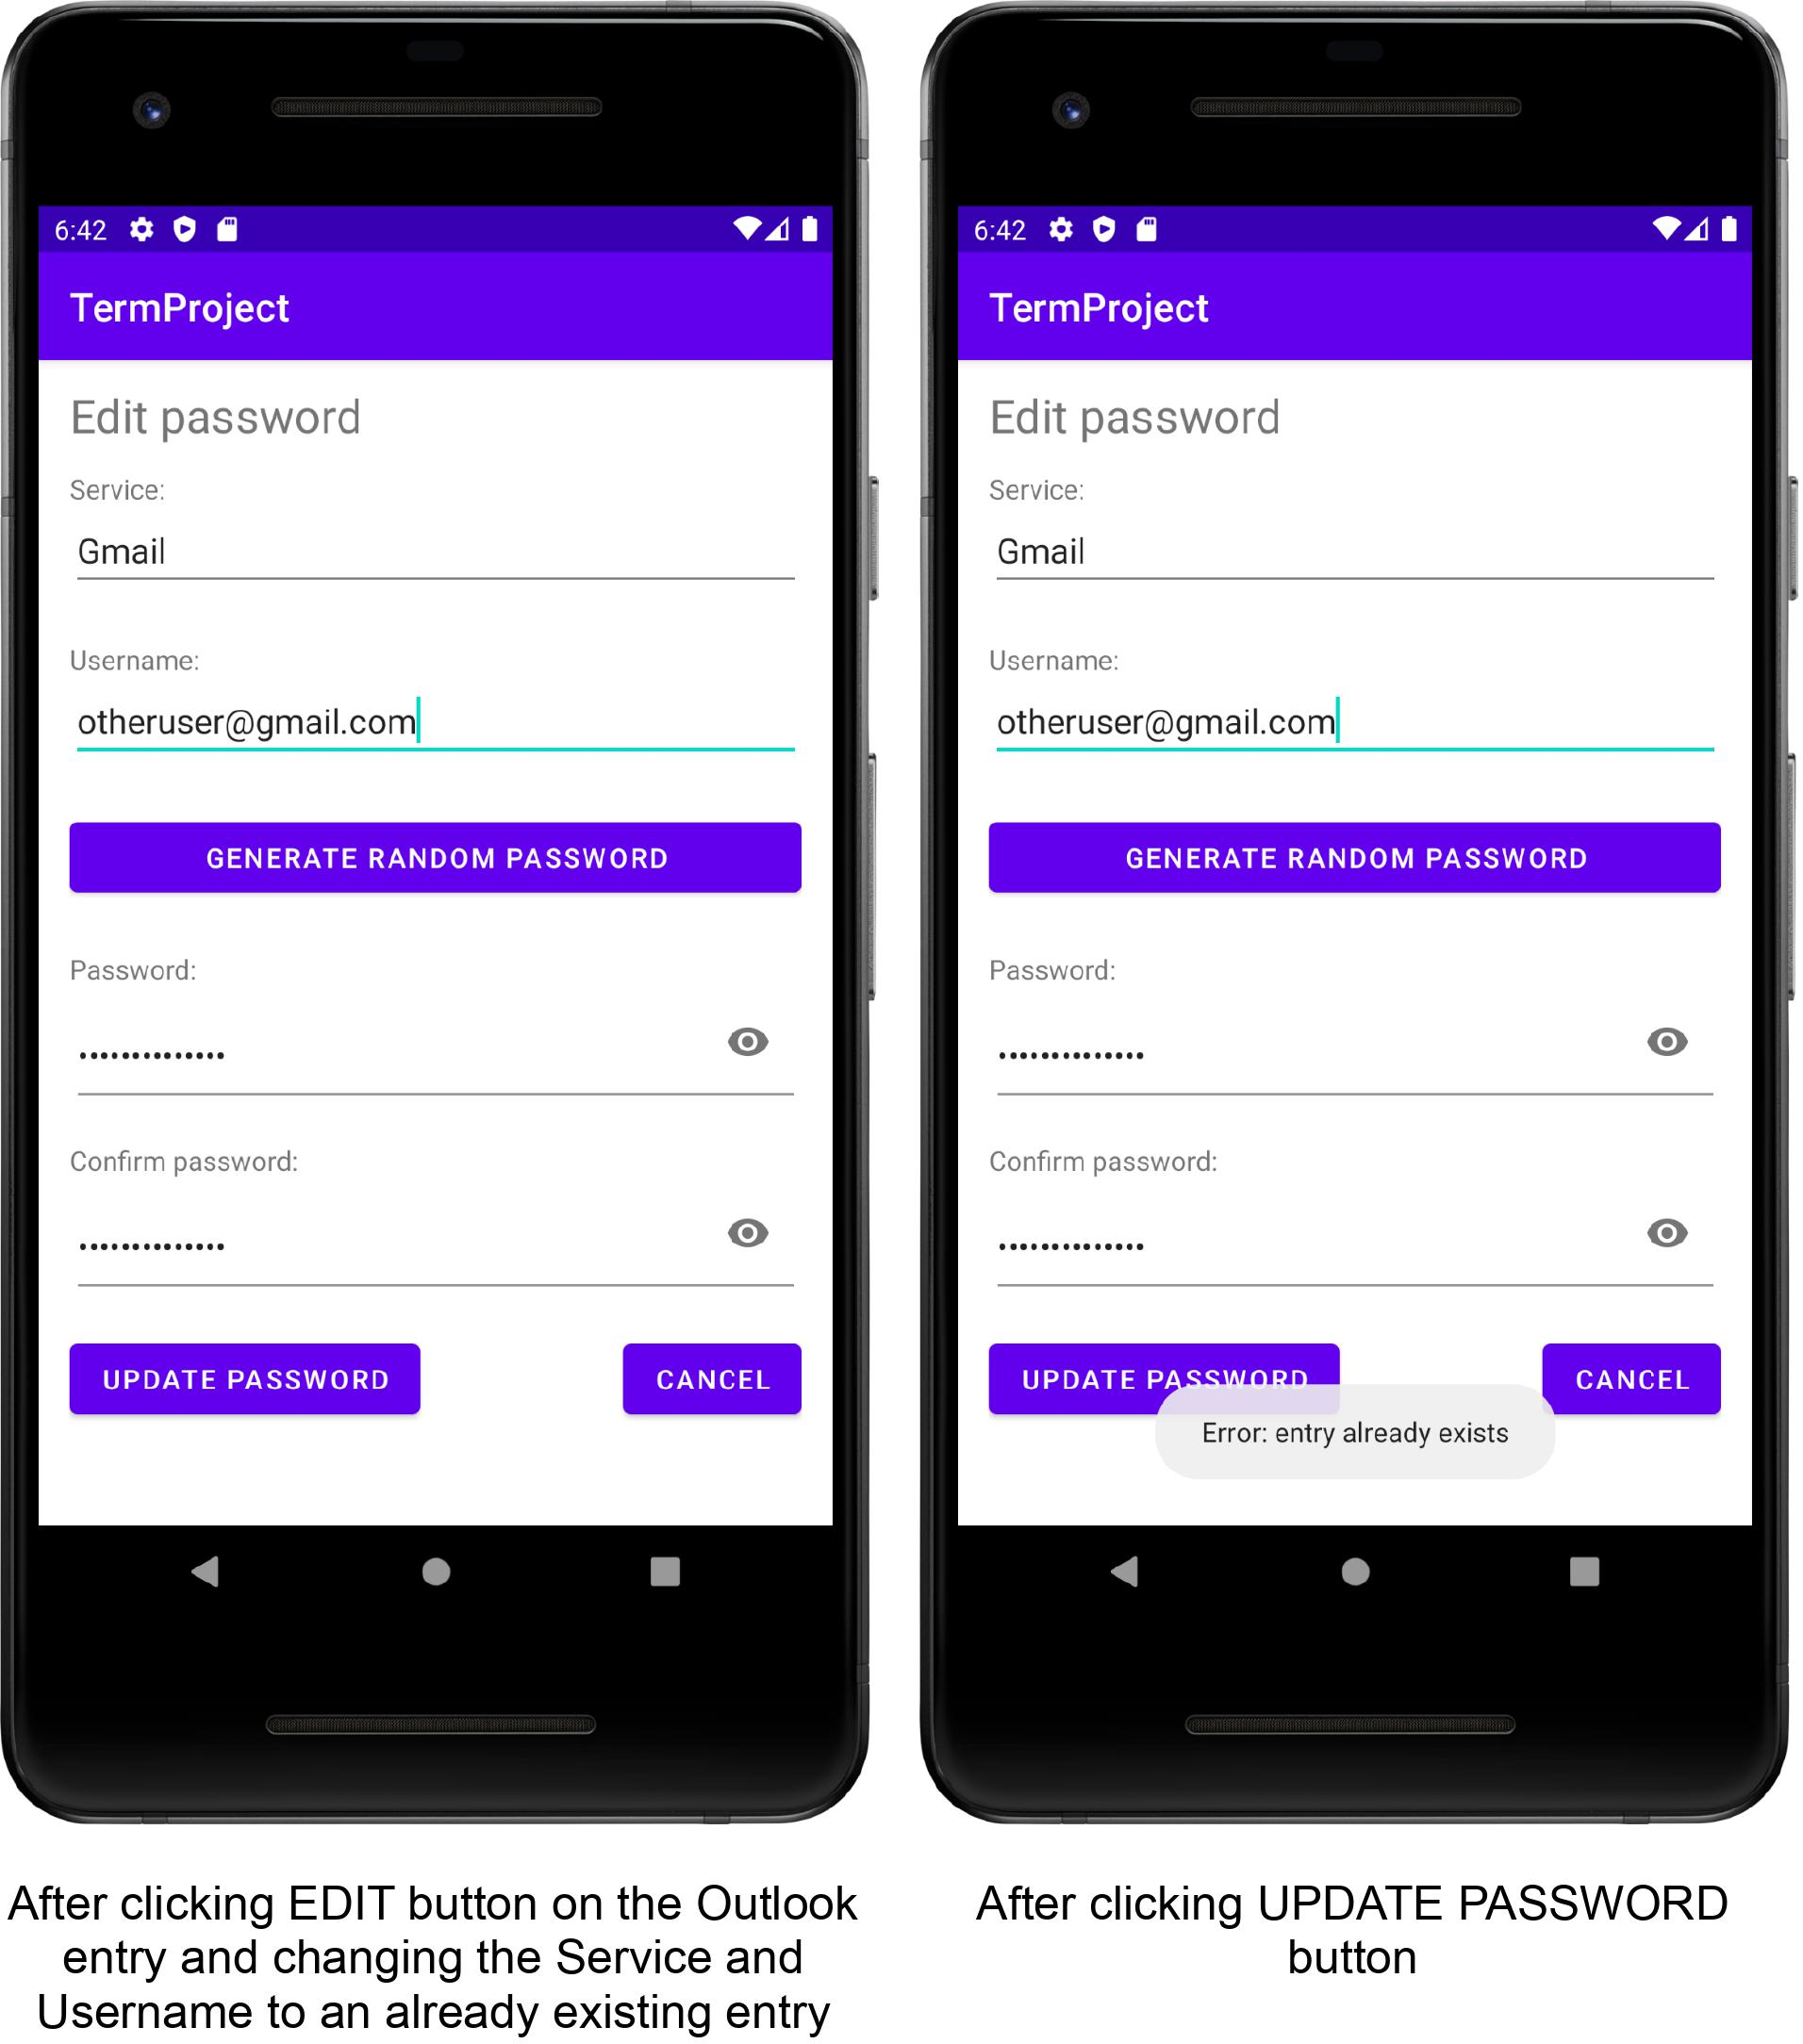 6:42
TermProject
Edit password
Service:
Gmail
Username:
otheruser@gmail.com
GENERATE RANDOM PASSWORD
Password:
••••••••••••••
Confirm password:
••••••••••••••
UPDATE PASSWORD
CANCEL
After clicking EDIT button on the Outlook
entry and changing the Service and
Username to an already existing entry
6:42
TermProject
Edit password
Service:
Gmail
Username:
otheruser@gmail.com
GENERATE RANDOM PASSWORD
Password:
••••••••••••••
Confirm password:
••••••••••••••
UPDATE PASSWORD
CANCEL
Error: entry already exists
After clicking UPDATE PASSWORD
button